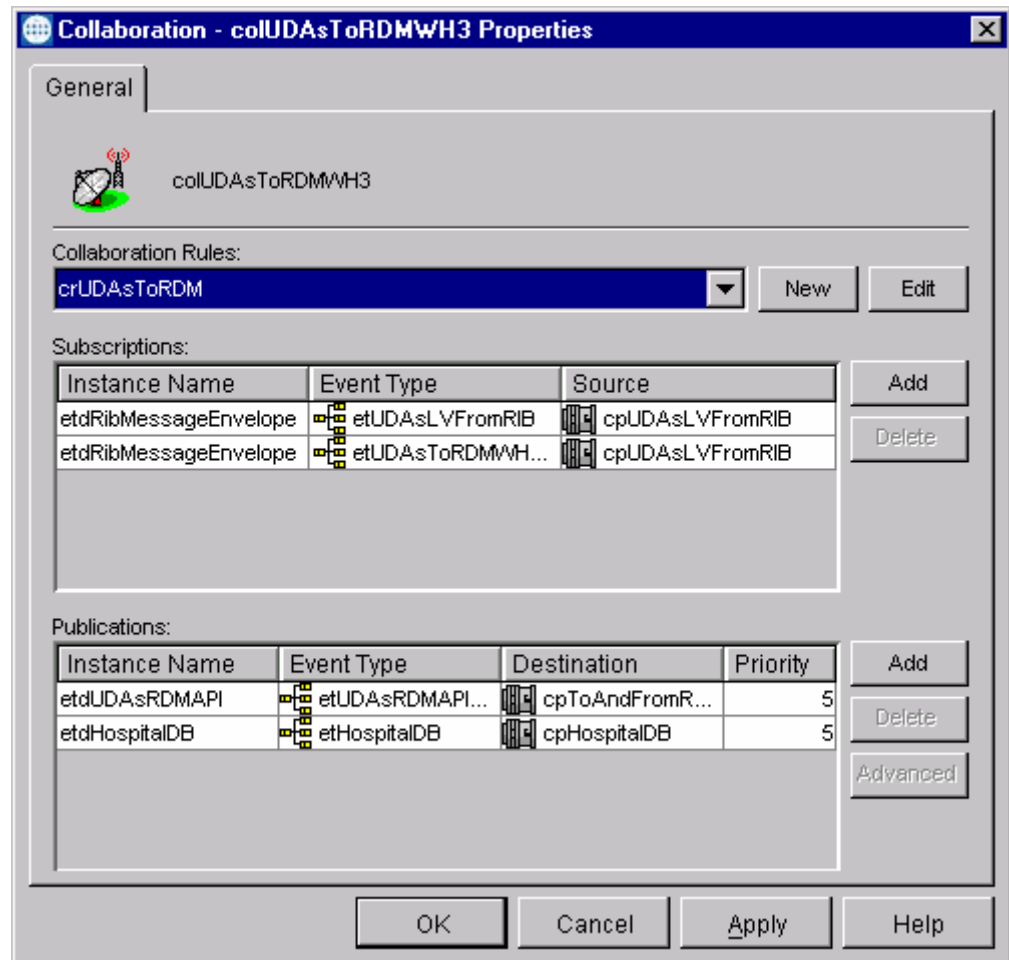 Collaboration - colUDAsToRDMWH3 Properties
General
colUDAsToRDMWH3
Collaboration Rules:
crUDAsToRDM New Edit
Subscriptions:
Instance Name Event Type Source Add
etdRibMessageEnvelope etUDAsLVFromRIB cpUDAsLVFromRIB
Delete
etdRibMessageEnvelope etUDAsToRDMWH... cpUDAsLVFromRIB
Publications:
Instance Name Event Type Destination Priority Add
etdUDAsRDMAPI etUDAsRDMAPI... cpToAndFromR... 5
Delete
etdHospitalDB etHospitalDB cpHospitalDB 5
Advanced
OK Cancel Apply Help